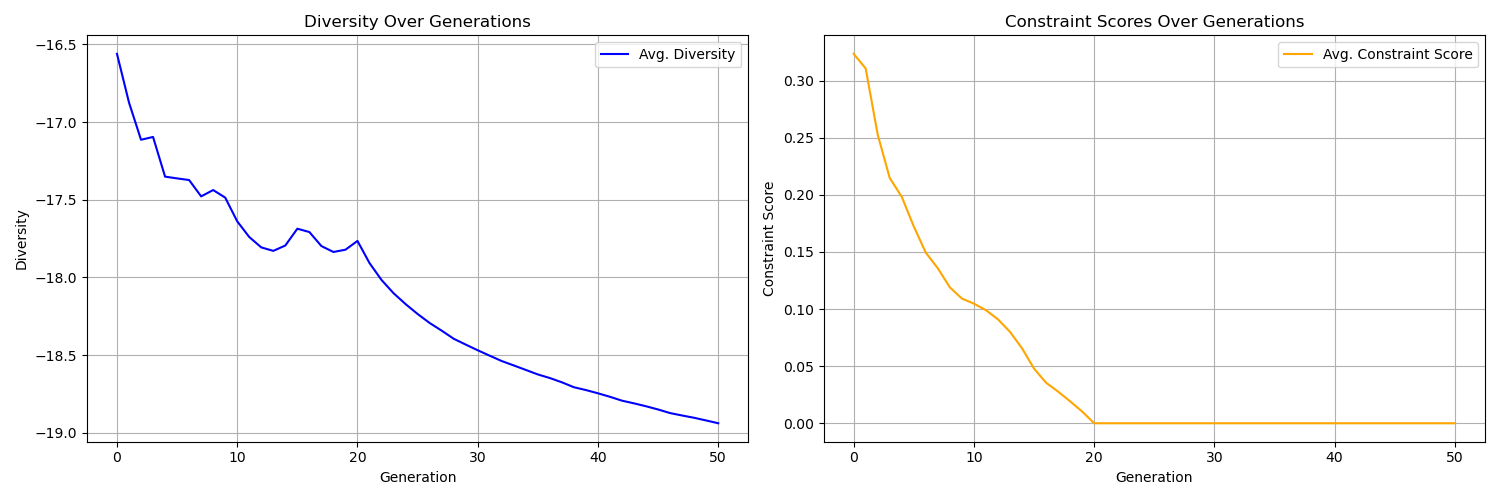 Diversity Over Generations
Avg. Diversity
−16.5
−17.0
−17.5
−18.0
−18.5
−19.0
Diversity
0 10 20 30 40 50
Generation
Constraint Scores Over Generations
Avg. Constraint Score
0.30
0.25
0.20
0.15
0.10
0.05
0.00
Constraint Score
0 10 20 30 40 50
Generation